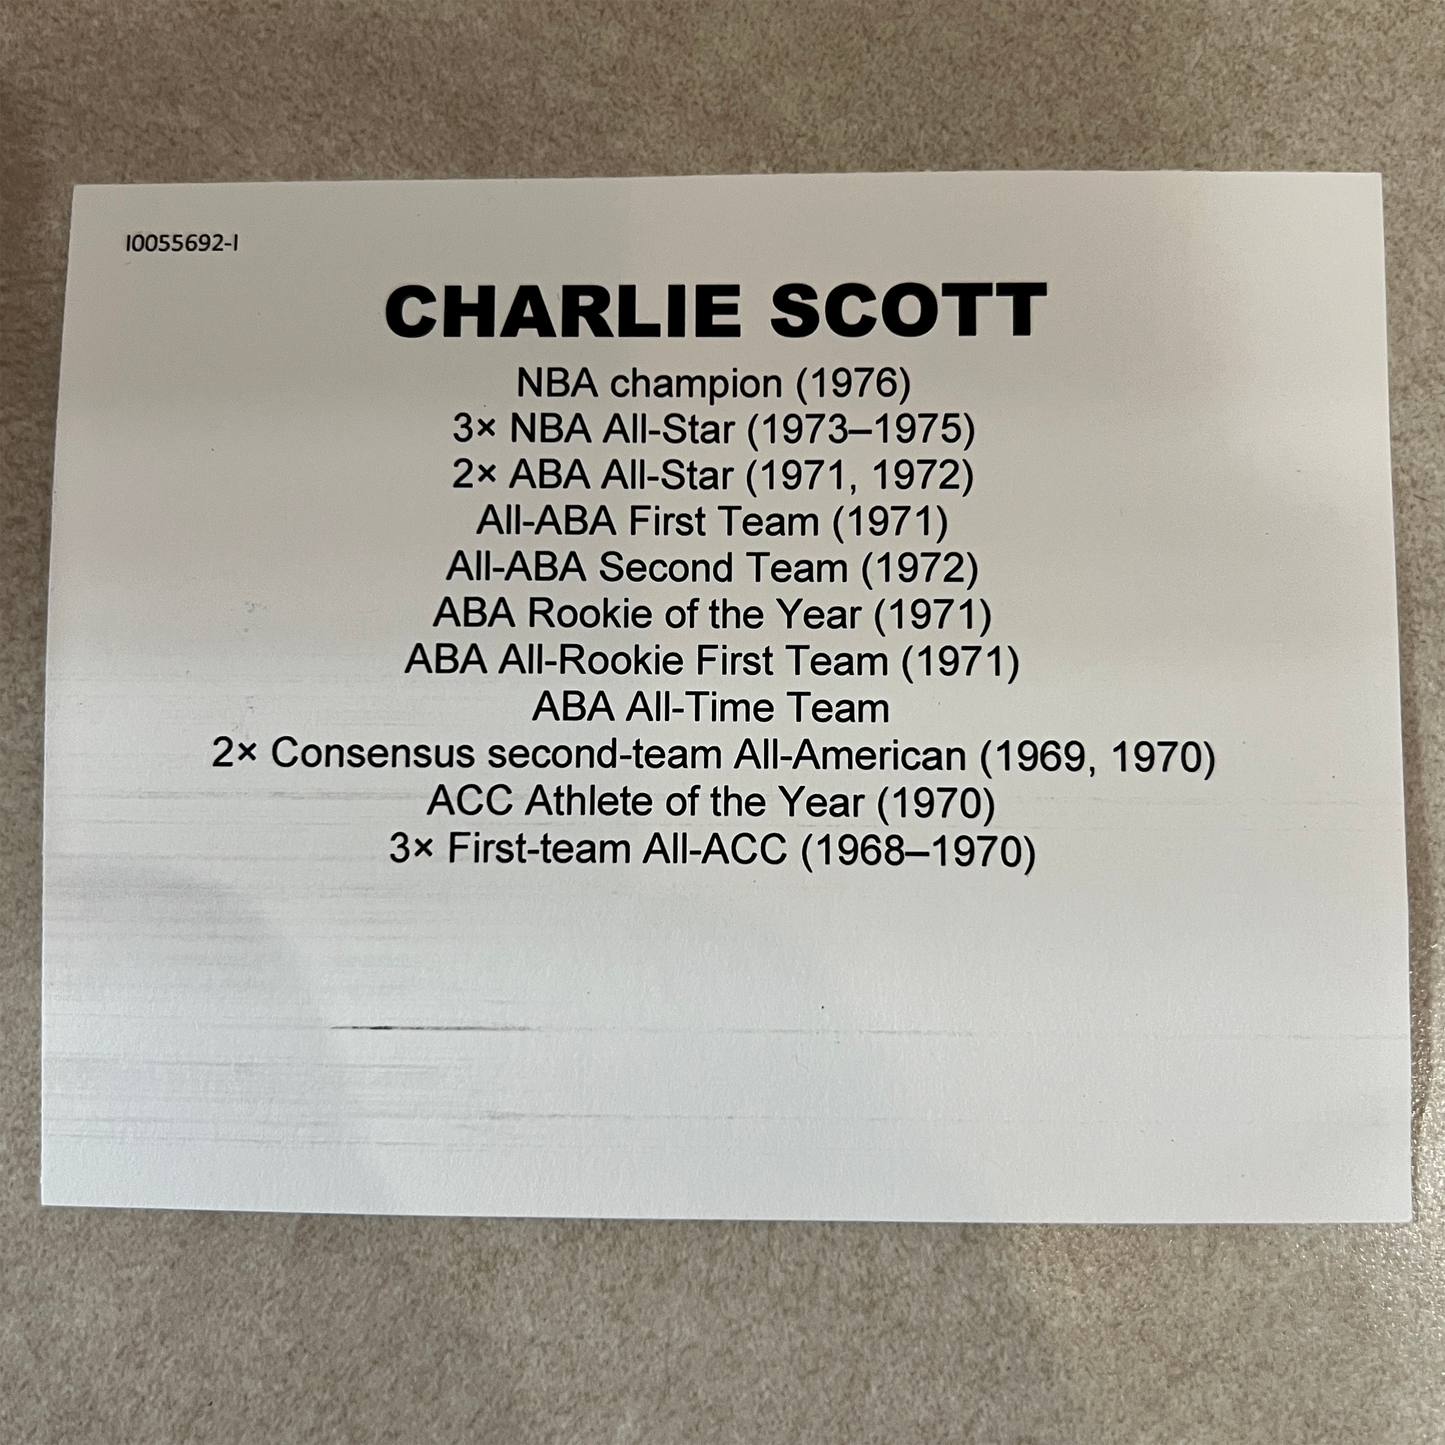 I0055692-I
CHARLIE SCOTT
NBA champion (1976)
3× NBA All-Star (1973–1975)
2× ABA All-Star (1971, 1972)
All-ABA First Team (1971)
All-ABA Second Team (1972)
ABA Rookie of the Year (1971)
ABA All-Rookie First Team (1971)
ABA All-Time Team
2× Consensus second-team All-American (1969, 1970)
ACC Athlete of the Year (1970)
3× First-team All-ACC (1968–1970)